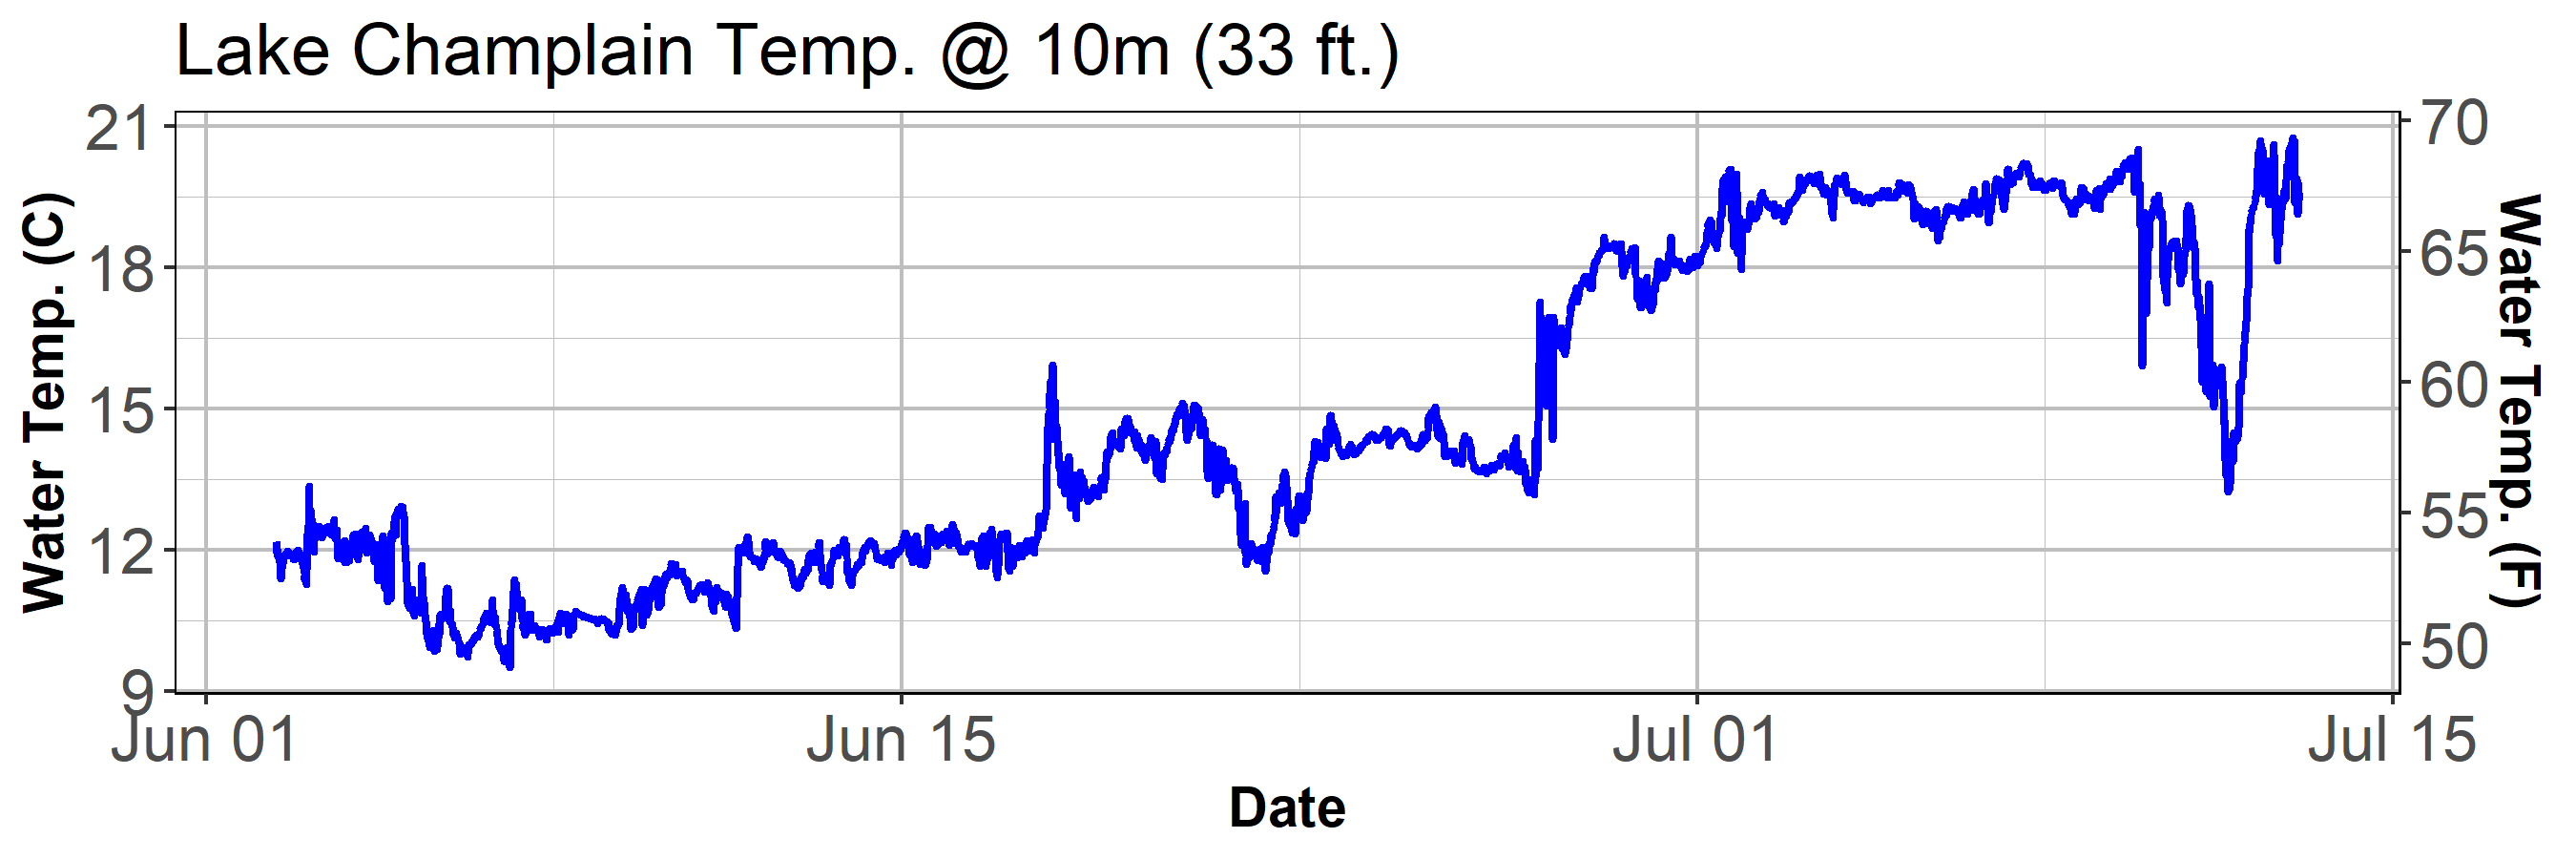 Lake Champlain Temp. @ 10m (33 ft.)
Water Temp. (C)
21
18
15
12
9
70
65
60
55
50
Water Temp. (F)
Jun 01 Jun 15 Jul 01 Jul 15
Date